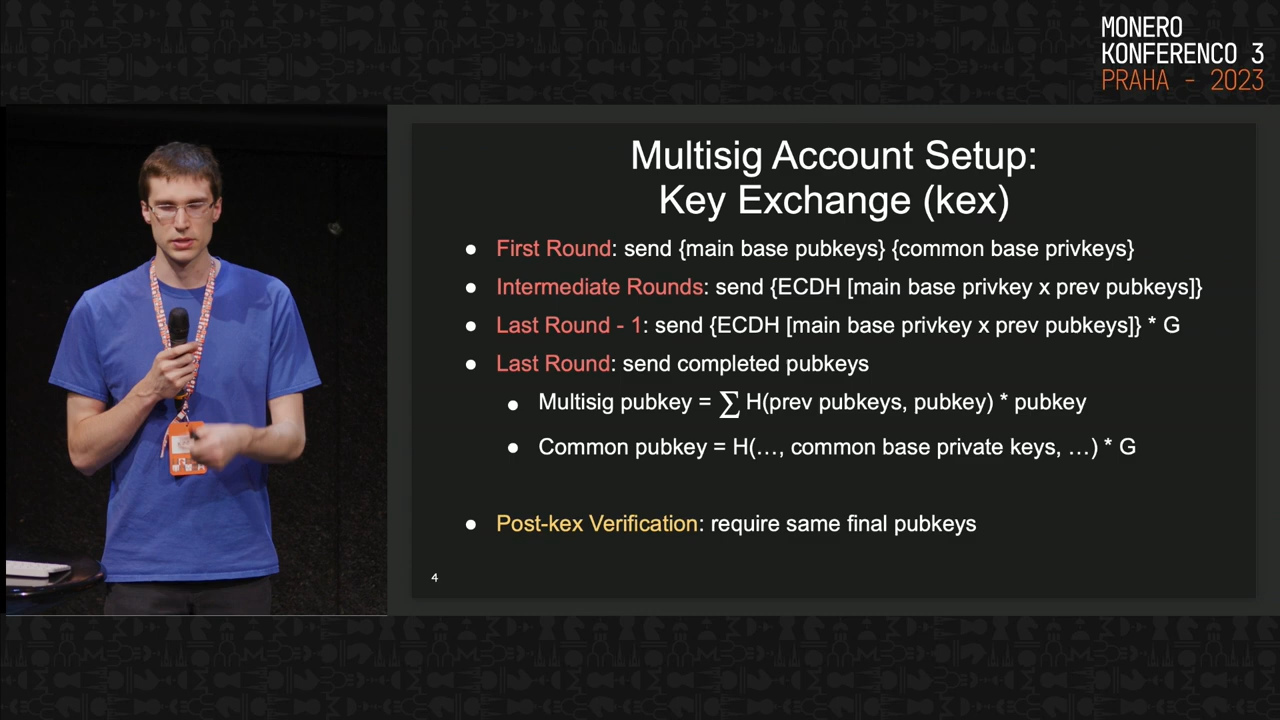 MONERO
KONFERENCO 3
PRAHA - 2023
Multisig Account Setup:
Key Exchange (kex)
● First Round: send {main base pubkeys} {common base privkeys}
● Intermediate Rounds: send {ECDH [main base privkey x prev pubkeys]}
● Last Round - 1: send {ECDH [main base privkey x prev pubkeys]} * G
● Last Round: send completed pubkeys
● Multisig pubkey = ∑ H(prev pubkeys, pubkey) * pubkey
● Common pubkey = H(…, common base private keys, …) * G
● Post-kex Verification: require same final pubkeys
4